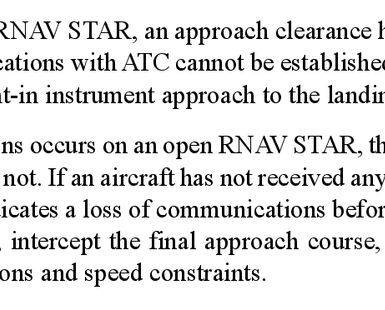 RNAV STAR, an approach clearance h
cations with ATC cannot be established
nt-in instrument approach to the landin
ns occurs on an open RNAV STAR, th
not. If an aircraft has not received any
licates a loss of communications befor
, intercept the final approach course,
ons and speed constraints.